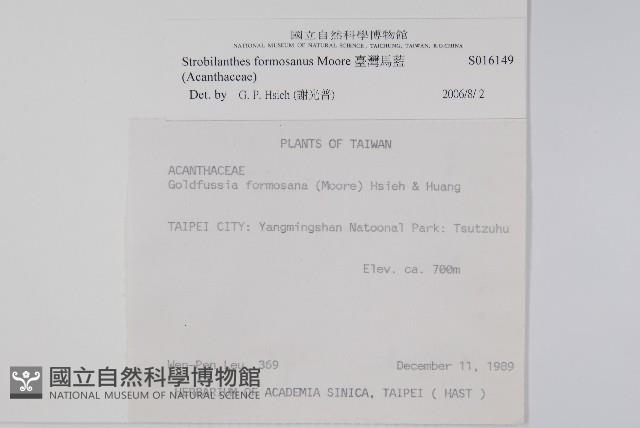 國立自然科學博物館
NATIONAL MUSEUM OF NATURAL SCIENCE, TAICHUNG, TAIWAN, R.O.CHINA
Strobilanthes formosanus Moore 臺灣馬藍 S016149
(Acanthaceae)
Det. by G. P. Hsieh (謝光普) 2006/8/2
PLANTS OF TAIWAN
ACANTHACEAE
Goldfussia formosana (Moore) Hsieh & Huang
TAIPEI CITY: Yangmingshan Natoonal Park: Tsutzuhu
Elev. ca. 700m
Wen-Pen Leu 369 December 11, 1989
HERBARIUM OF ACADEMIA SINICA, TAIPEI ( HAST )
國立自然科學博物館
NATIONAL MUSEUM OF NATURAL SCIENCE